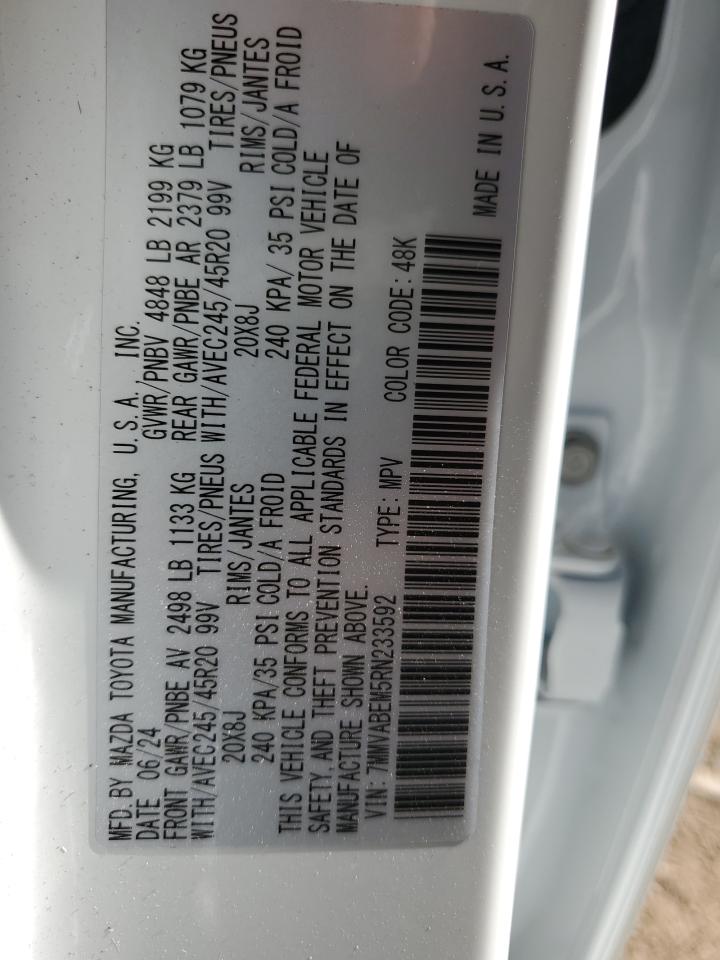 MFD. BY MAZDA TOYOTA MANUFACTURING, U.S.A., INC.
DATE 06/24 GVWR/PNBV 4848 LB 2199 KG
FRONT GAWR/PNBE AV 2498 LB 1133 KG REAR GAWR/PNBE AR 2379 LB 1079 KG
WITH/AVEC245/45R20 99V TIRES/PNEUS WITH/AVEC245/45R20 99V TIRES/PNEUS
20X8J RIMS/JANTES 20X8J RIMS/JANTES
240 KPA/35 PSI COLD/A FROID 240 KPA/ 35 PSI COLD/A FROID
THIS VEHICLE CONFORMS TO ALL APPLICABLE FEDERAL MOTOR VEHICLE
SAFETY AND THEFT PREVENTION STANDARDS IN EFFECT ON THE DATE OF
MANUFACTURE SHOWN ABOVE.
VIN: 7MMVABEM5RN233592 TYPE: MPV COLOR CODE: 48K
MADE IN U.S.A.